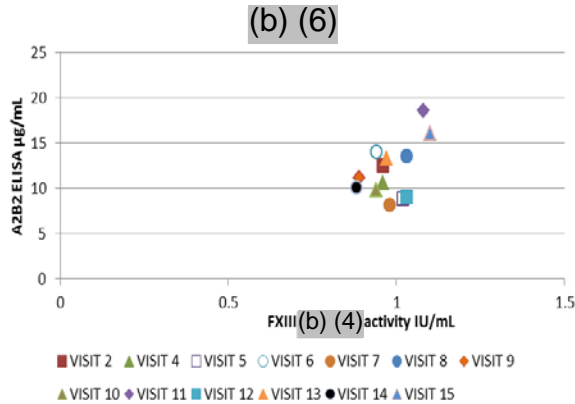 (b) (6)
25
20
15
10
5
0
A2B2 ELISA µg/mL
0 0.5 1 1.5
FXIII (b) (4) activity IU/mL
VISIT 2 VISIT 4 VISIT 5 VISIT 6 VISIT 7 VISIT 8 VISIT 9
VISIT 10 VISIT 11 VISIT 12 VISIT 13 VISIT 14 VISIT 15